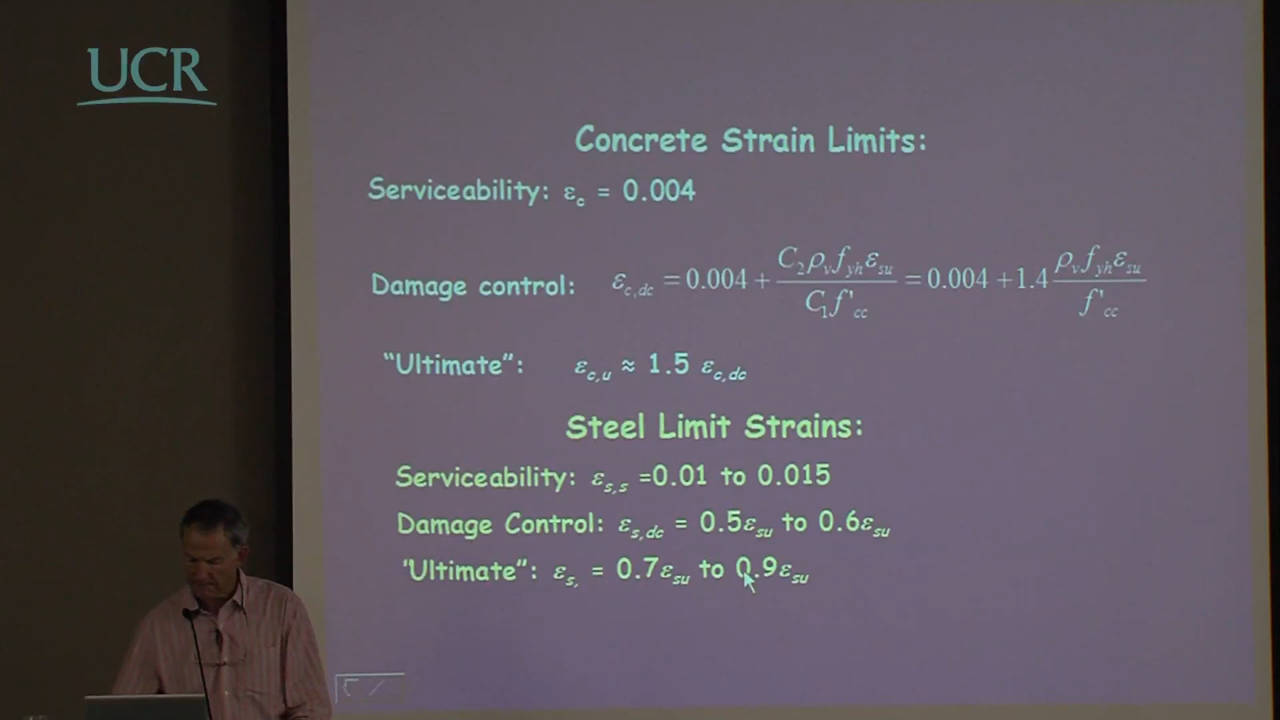 UCR
Concrete Strain Limits:
Serviceability: εc = 0.004
Damage control: εc,dc = 0.004 + C2ρvfyhεsu / C1f'cc = 0.004 + 1.4 ρvfyhεsu / f'cc
“Ultimate”: εc,u ≈ 1.5 εc,dc
Steel Limit Strains:
Serviceability: εs,s =0.01 to 0.015
Damage Control: εs,dc = 0.5εsu to 0.6εsu
"Ultimate”: εs, = 0.7εsu to 0.9εsu